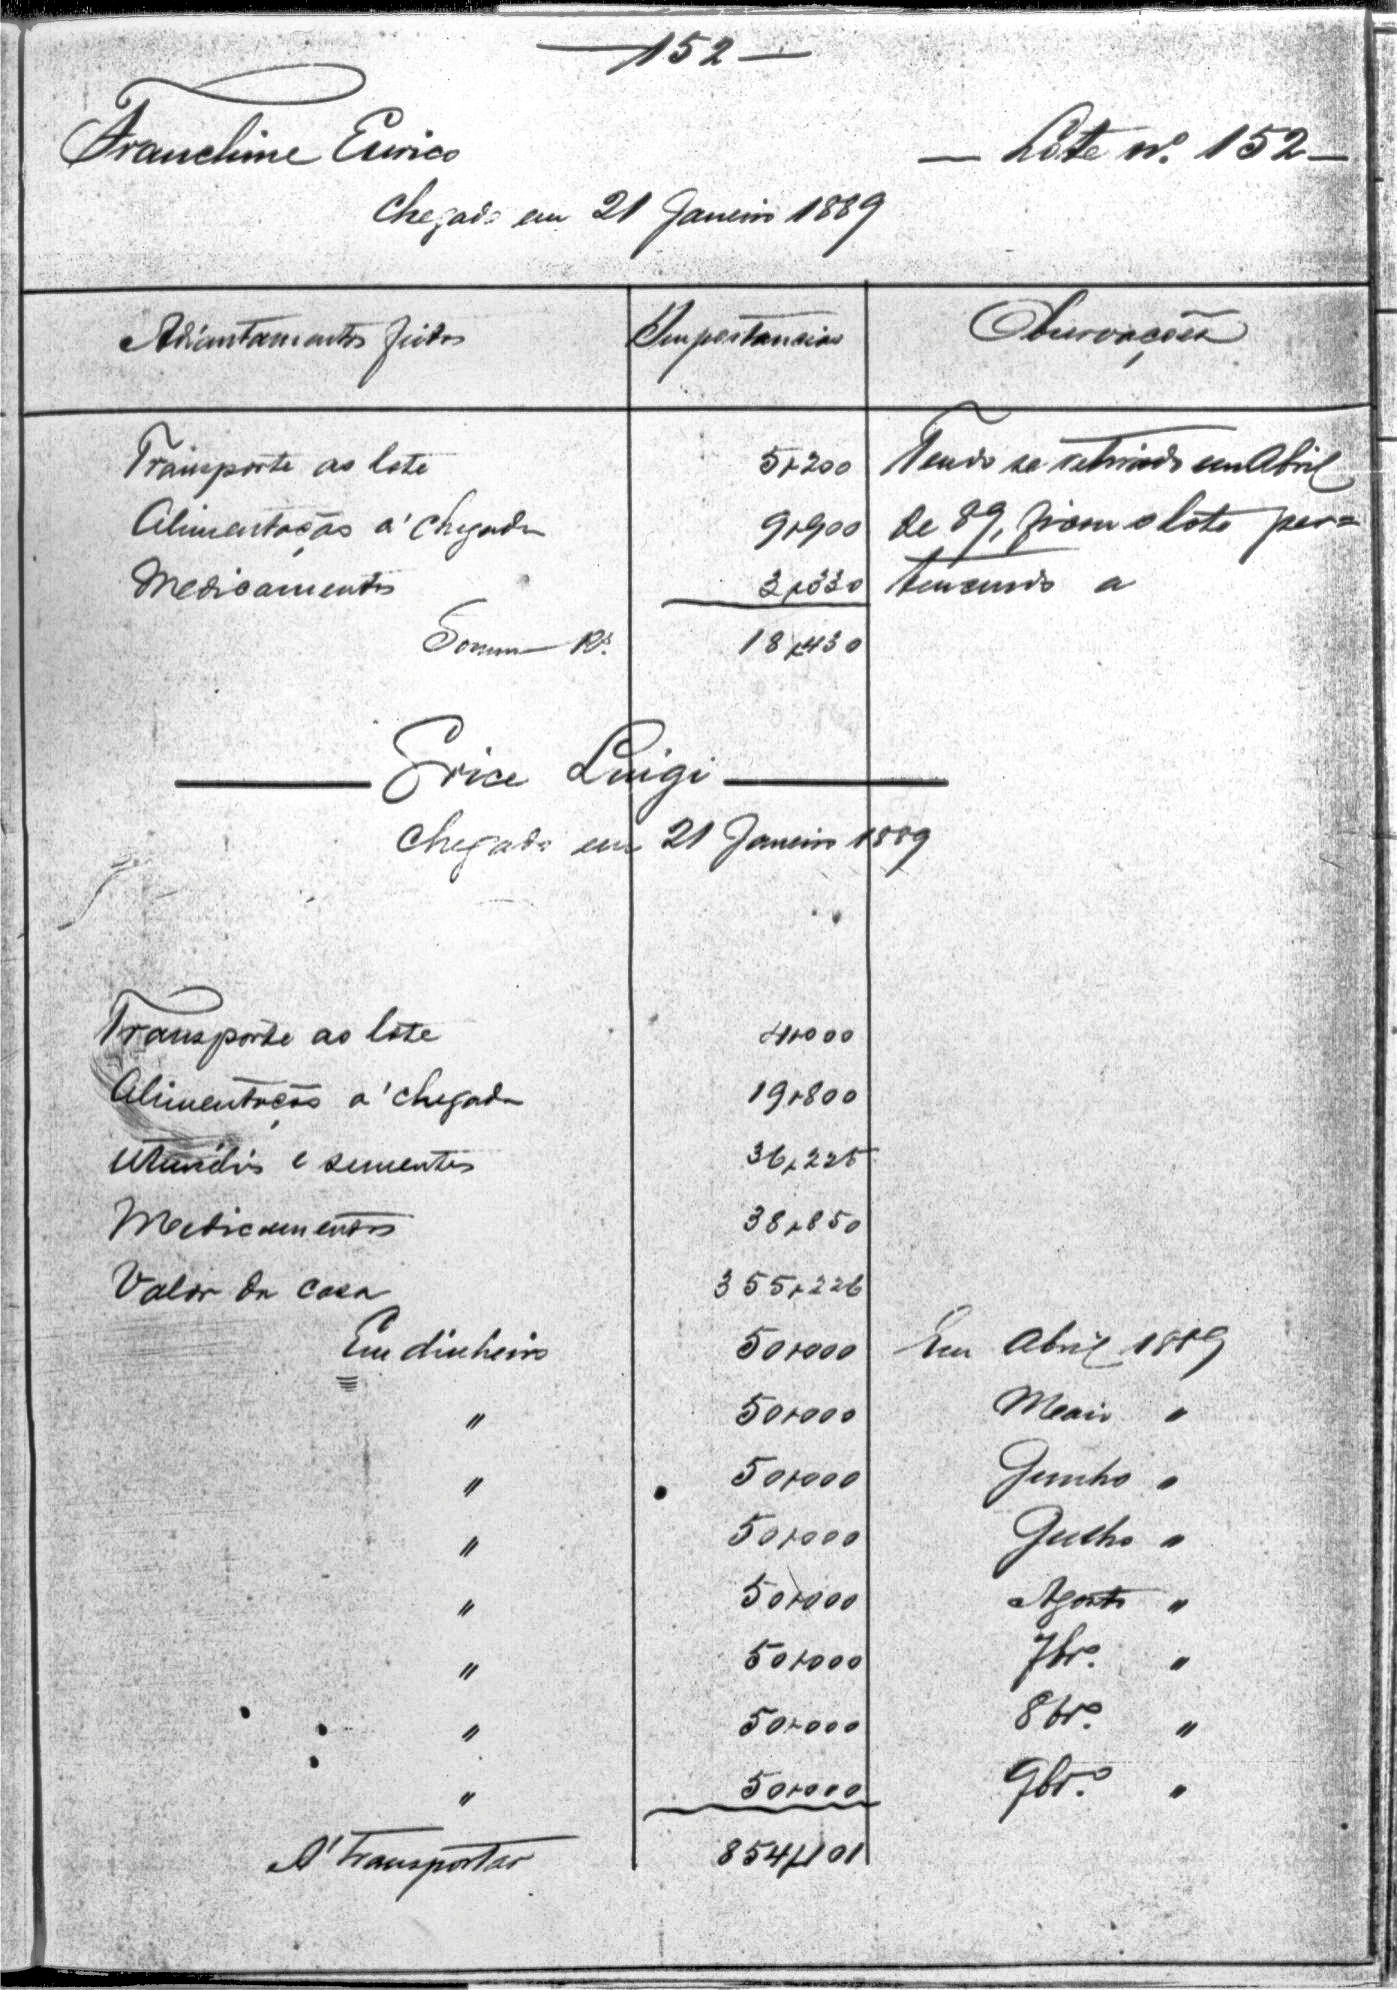 — 152 —
Franchine Eurico — Lote nº. 152 —
Chegado em 21 Janeiro 1889
Adiantamentos feitos Importancias Observações
Transporte ao lote 5,200 Tendo se retirado em Abril
Alimentação a' chegada 9,900 de 89, ficou o lote per=
Medicamentos 3,330 tencendo a
Somma Rs. 18,430
— Erice Luigi —
Chegado em 21 Janeiro 1889
Transporte ao lote 4,000
Alimentação a' chegada 19,800
Utensilis e sementes 36,225
Medicamentos 38,850
Valor da casa 355,226
Em dinheiro 50,000 Em Abril 1889
" 50,000 Maio "
" 50,000 Junho "
" 50,000 Julho "
" 50,000 Agosto "
" 50,000 7brº. "
" 50,000 8brº. "
" 50,000 9brº. "
A' transportar 854,101